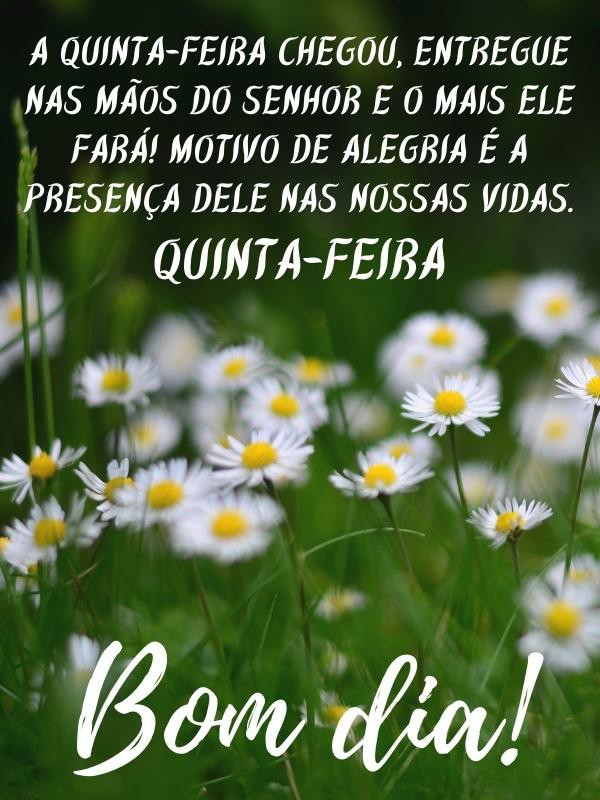 A QUINTA-FEIRA CHEGOU, ENTREGUE
NAS MÃOS DO SENHOR E O MAIS ELE
FARÁ! MOTIVO DE ALEGRIA É A
PRESENÇA DELE NAS NOSSAS VIDAS.
QUINTA-FEIRA
Bom dia!